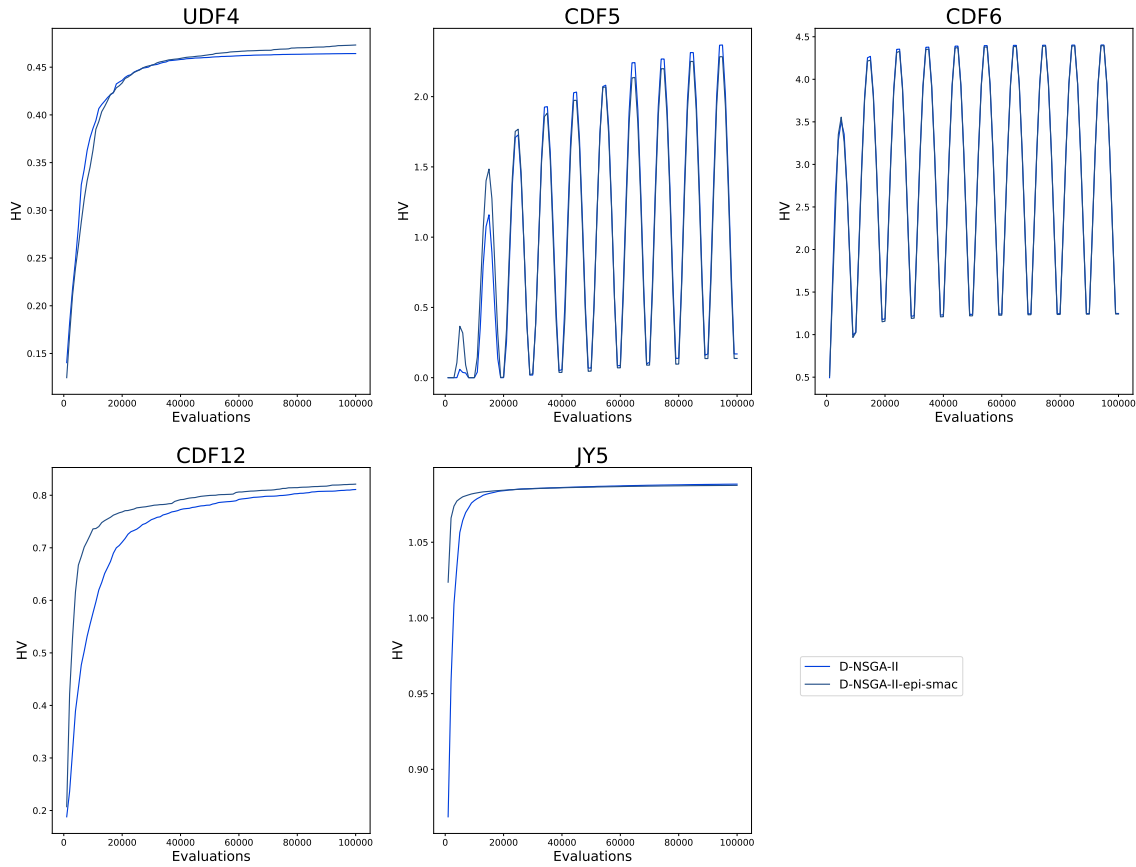 UDF4
CDF5
CDF6
HV
0.45
0.40
0.35
0.30
0.25
0.20
0.15
0 20000 40000 60000 80000 100000
Evaluations
HV
2.0
1.5
1.0
0.5
0.0
0 20000 40000 60000 80000 100000
Evaluations
HV
4.5
4.0
3.5
3.0
2.5
2.0
1.5
1.0
0.5
0 20000 40000 60000 80000 100000
Evaluations
CDF12
JY5
HV
0.8
0.7
0.6
0.5
0.4
0.3
0.2
0 20000 40000 60000 80000 100000
Evaluations
HV
1.05
1.00
0.95
0.90
0 20000 40000 60000 80000 100000
Evaluations
D-NSGA-II
D-NSGA-II-epi-smac